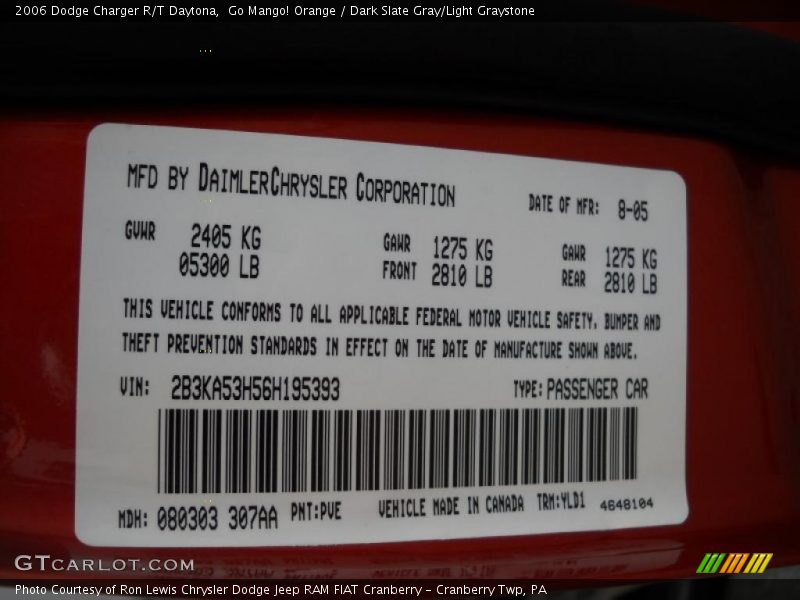 2006 Dodge Charger R/T Daytona,  Go Mango! Orange / Dark Slate Gray/Light Graystone
MFD BY DAIMLERCHRYSLER CORPORATION
DATE OF MFR: 8-05
GVWR 2405 KG GAWR 1275 KG GAWR 1275 KG
05300 LB FRONT 2810 LB REAR 2810 LB
THIS VEHICLE CONFORMS TO ALL APPLICABLE FEDERAL MOTOR VEHICLE SAFETY, BUMPER AND
THEFT PREVENTION STANDARDS IN EFFECT ON THE DATE OF MANUFACTURE SHOWN ABOVE.
VIN: 2B3KA53H56H195393 TYPE: PASSENGER CAR
MDH: 080303 307AA PNT:PVE VEHICLE MADE IN CANADA TRM:YLD1 4648104
GTCARLOT.COM
Photo Courtesy of Ron Lewis Chrysler Dodge Jeep RAM FIAT Cranberry - Cranberry Twp, PA